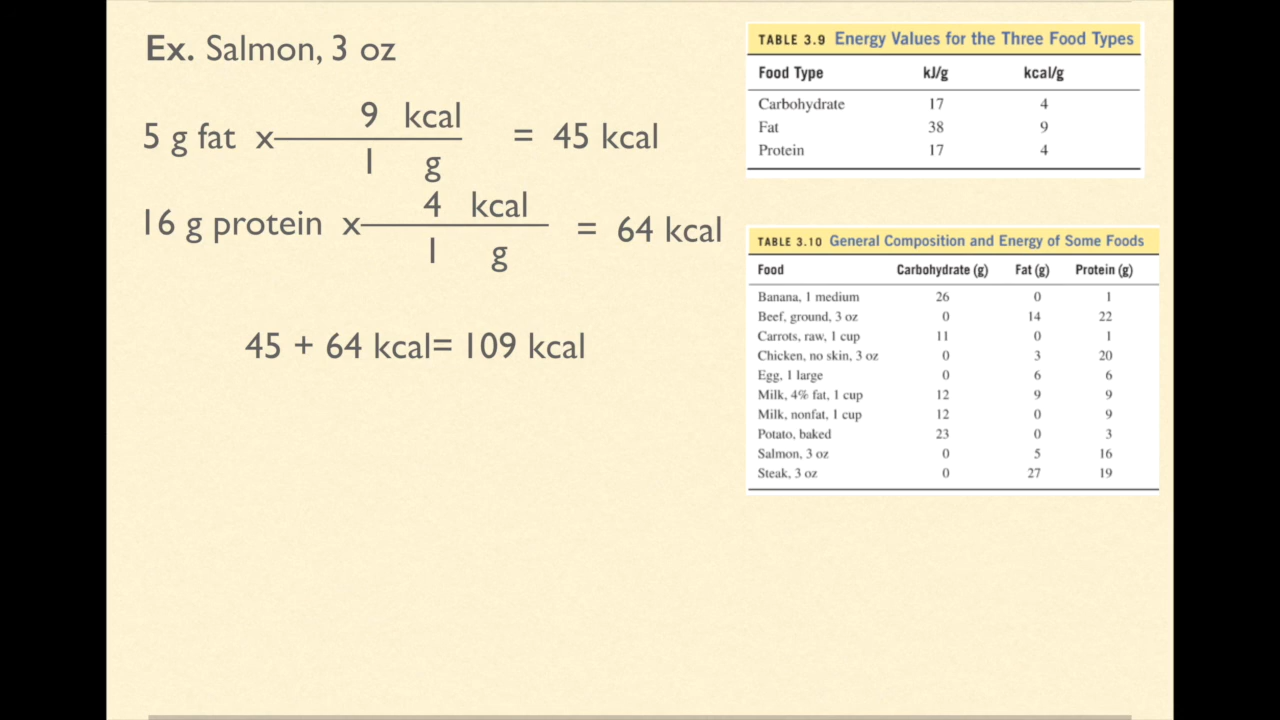 Ex. Salmon, 3 oz
5 g fat x 9 kcal = 45 kcal
1 g
16 g protein x 4 kcal = 64 kcal
1 g
45 + 64 kcal= 109 kcal
TABLE 3.9 Energy Values for the Three Food Types
Food Type kJ/g kcal/g
Carbohydrate 17 4
Fat 38 9
Protein 17 4
TABLE 3.10 General Composition and Energy of Some Foods
Food Carbohydrate (g) Fat (g) Protein (g)
Banana, 1 medium 26 0 1
Beef, ground, 3 oz 0 14 22
Carrots, raw, 1 cup 11 0 1
Chicken, no skin, 3 oz 0 3 20
Egg, 1 large 0 6 6
Milk, 4% fat, 1 cup 12 9 9
Milk, nonfat, 1 cup 12 0 9
Potato, baked 23 0 3
Salmon, 3 oz 0 5 16
Steak, 3 oz 0 27 19